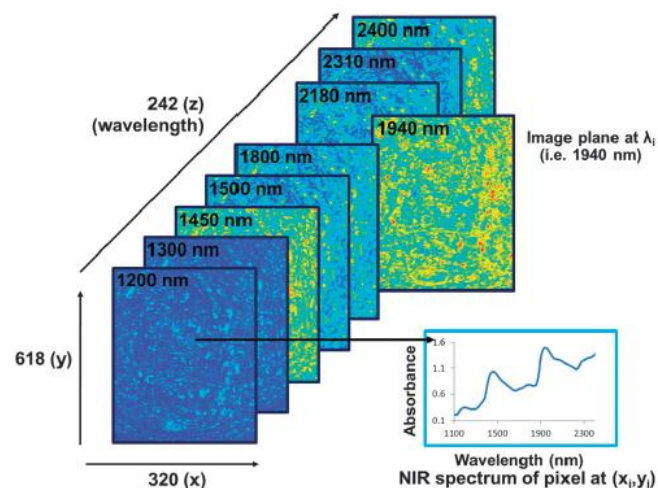 2400 nm
2310 nm
2180 nm
1940 nm
1800 nm
1500 nm
1450 nm
1300 nm
1200 nm
242 (z)
(wavelength)
Image plane at λi
(i.e. 1940 nm)
618 (y)
320 (x)
Absorbance
1.6
1.1
0.6
0.1
1100 1500 1900 2300
Wavelength (nm)
NIR spectrum of pixel at (xj,yj)